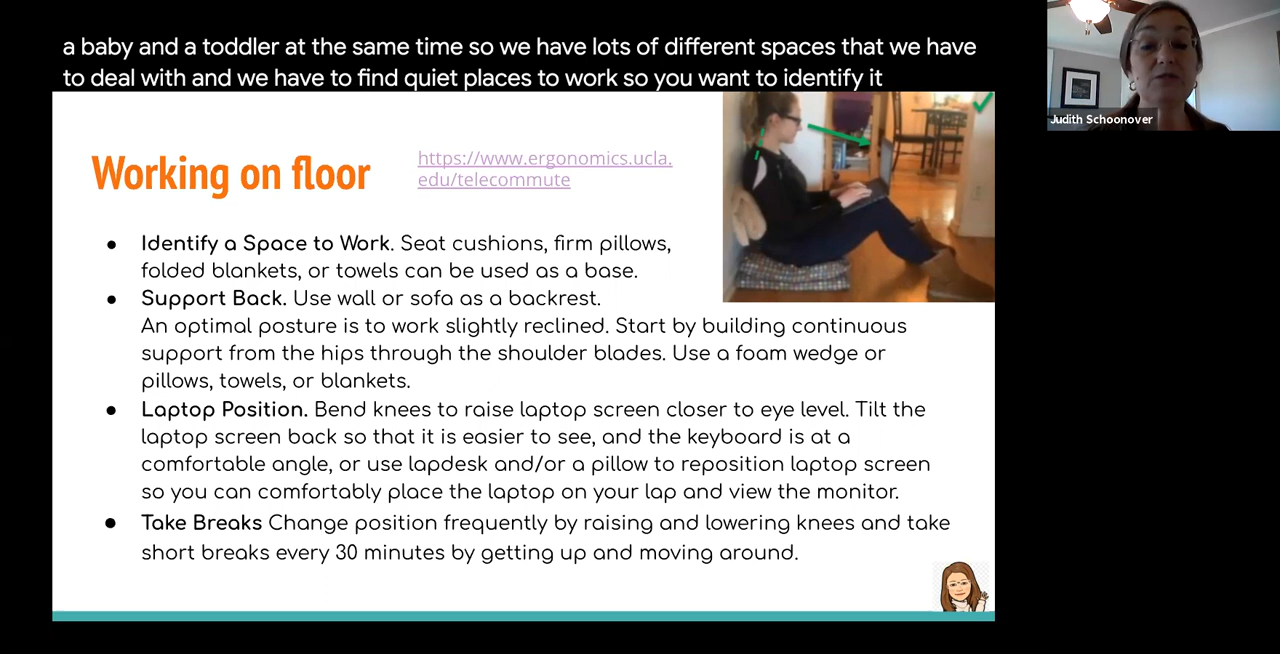 a baby and a toddler at the same time so we have lots of different spaces that we have
to deal with and we have to find quiet places to work so you want to identify it
Judith Schoonover
Working on floor
https://www.ergonomics.ucla.
edu/telecommute
● Identify a Space to Work. Seat cushions, firm pillows,
folded blankets, or towels can be used as a base.
● Support Back. Use wall or sofa as a backrest.
An optimal posture is to work slightly reclined. Start by building continuous
support from the hips through the shoulder blades. Use a foam wedge or
pillows, towels, or blankets.
● Laptop Position. Bend knees to raise laptop screen closer to eye level. Tilt the
laptop screen back so that it is easier to see, and the keyboard is at a
comfortable angle, or use lapdesk and/or a pillow to reposition laptop screen
so you can comfortably place the laptop on your lap and view the monitor.
● Take Breaks Change position frequently by raising and lowering knees and take
short breaks every 30 minutes by getting up and moving around.